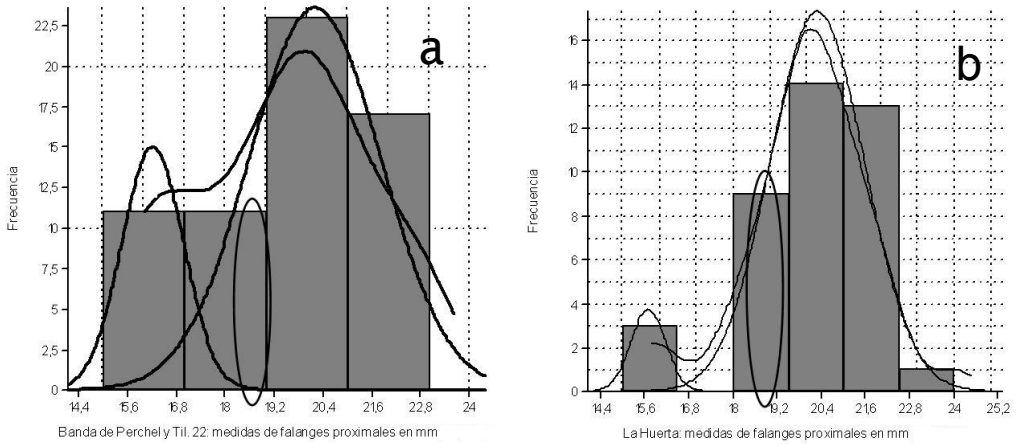 a
Frecuencia
22,5
20
17,5
15
12,5
10
7,5
5
2,5
0
14,4 15,6 16,8 18 19,2 20,4 21,6 22,8 24
Banda de Perchel y Til. 22: medidas de falanges proximales en mm
b
Frecuencia
16
14
12
10
8
6
4
2
0
14,4 15,6 16,8 18 19,2 20,4 21,6 22,8 24 25,2
La Huerta: medidas de falanges proximales en mm